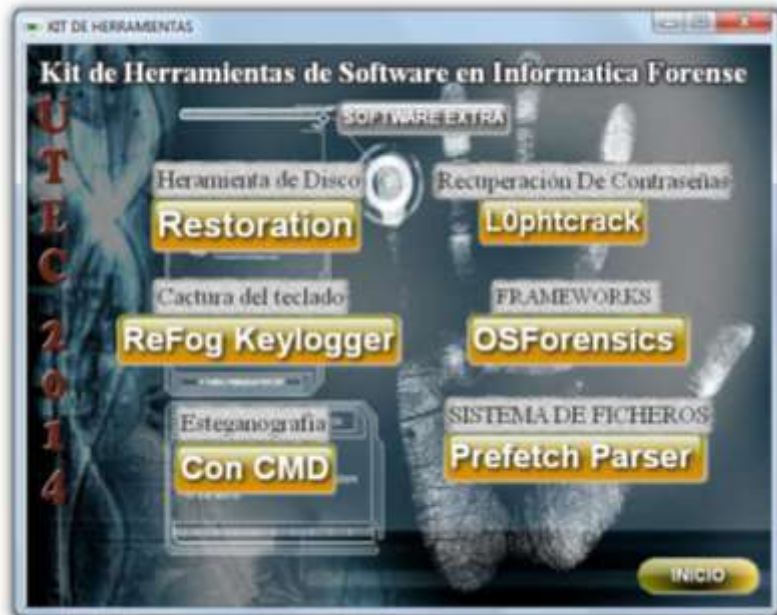 KIT DE HERRAMIENTAS
Kit de Herramientas de Software en Informatica Forense
SOFTWARE EXTRA
UTEC 2014
Heramienta de Disco
Restoration
Recuperación De Contraseñas
L0phtcrack
Cactura del teclado
ReFog Keylogger
FRAMEWORKS
OSForensics
Esteganografia
Con CMD
SISTEMA DE FICHEROS
Prefetch Parser
INICIO